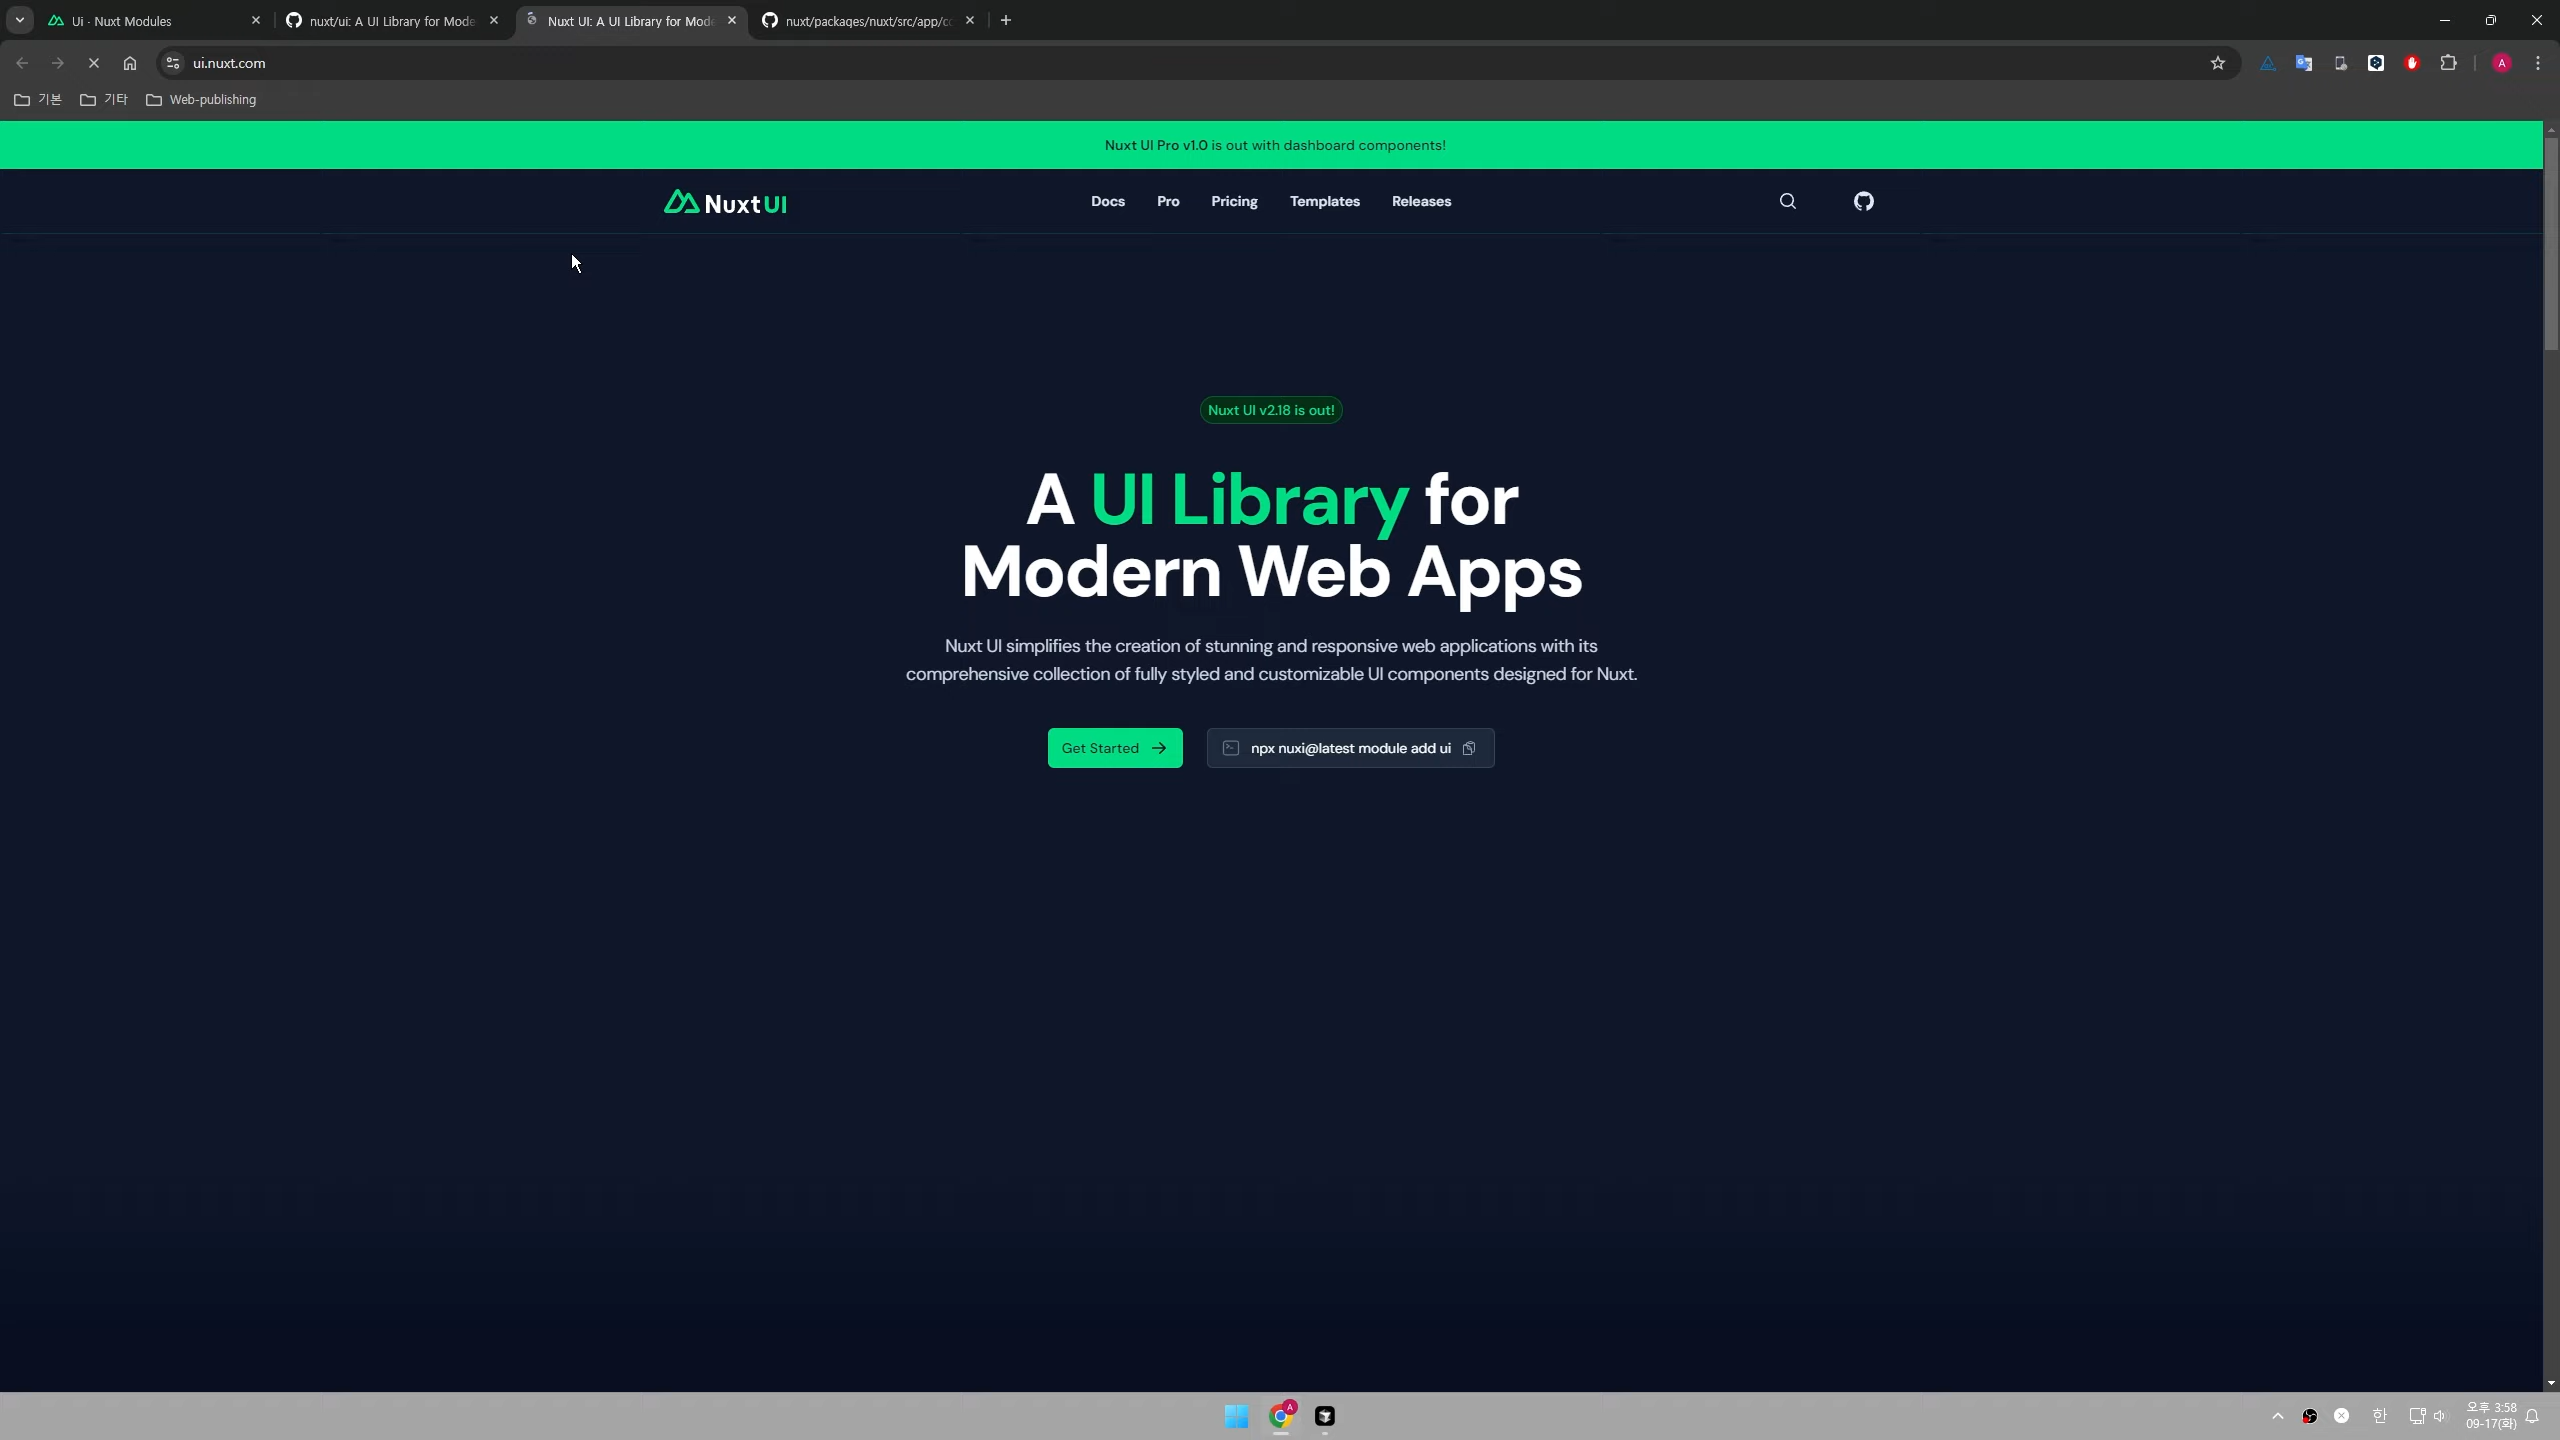 Ui · Nuxt Modules
nuxt/ui: A UI Library for Mode
Nuxt UI: A UI Library for Mode
nuxt/packages/nuxt/src/app/co
ui.nuxt.com
A
기본
기타
Web-publishing
Nuxt UI Pro v1.0 is out with dashboard components!
Nuxt UI
Docs
Pro
Pricing
Templates
Releases
Nuxt UI v2.18 is out!
A UI Library for
Modern Web Apps
Nuxt UI simplifies the creation of stunning and responsive web applications with its
comprehensive collection of fully styled and customizable UI components designed for Nuxt.
Get Started
npx nuxi@latest module add ui
A
한
오후 3:58
09-17(화)